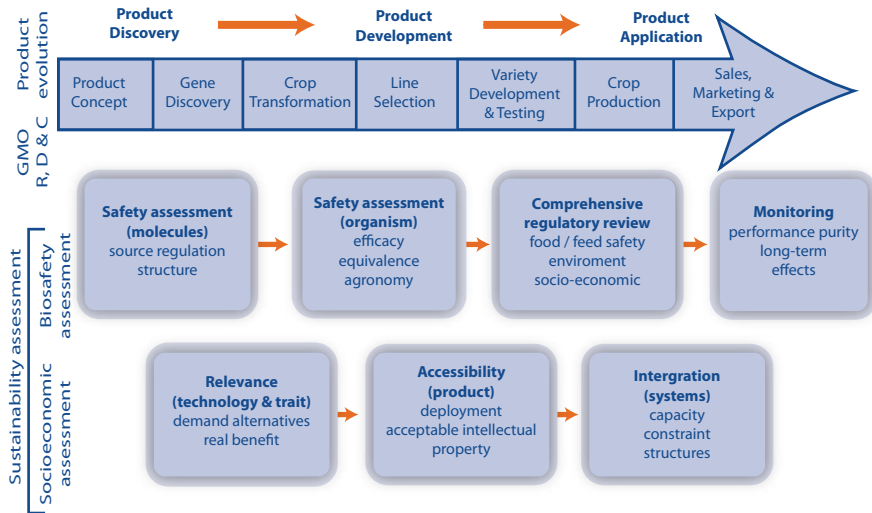 Product
Discovery
Product
Development
Product
Application
Product
evolution
GMO
R, D & C
Product
Concept
Gene
Discovery
Crop
Transformation
Line
Selection
Variety
Development
& Testing
Crop
Production
Sales,
Marketing &
Export
Sustainability assessment
Biosafety
assessment
Safety assessment
(molecules)
source regulation
structure
Safety assessment
(organism)
efficacy
equivalence
agronomy
Comprehensive
regulatory review
food / feed safety
enviroment
socio-economic
Monitoring
performance purity
long-term
effects
Socioeconomic
assessment
Relevance
(technology & trait)
demand alternatives
real benefit
Accessibility
(product)
deployment
acceptable intellectual
property
Intergration
(systems)
capacity
constraint
structures